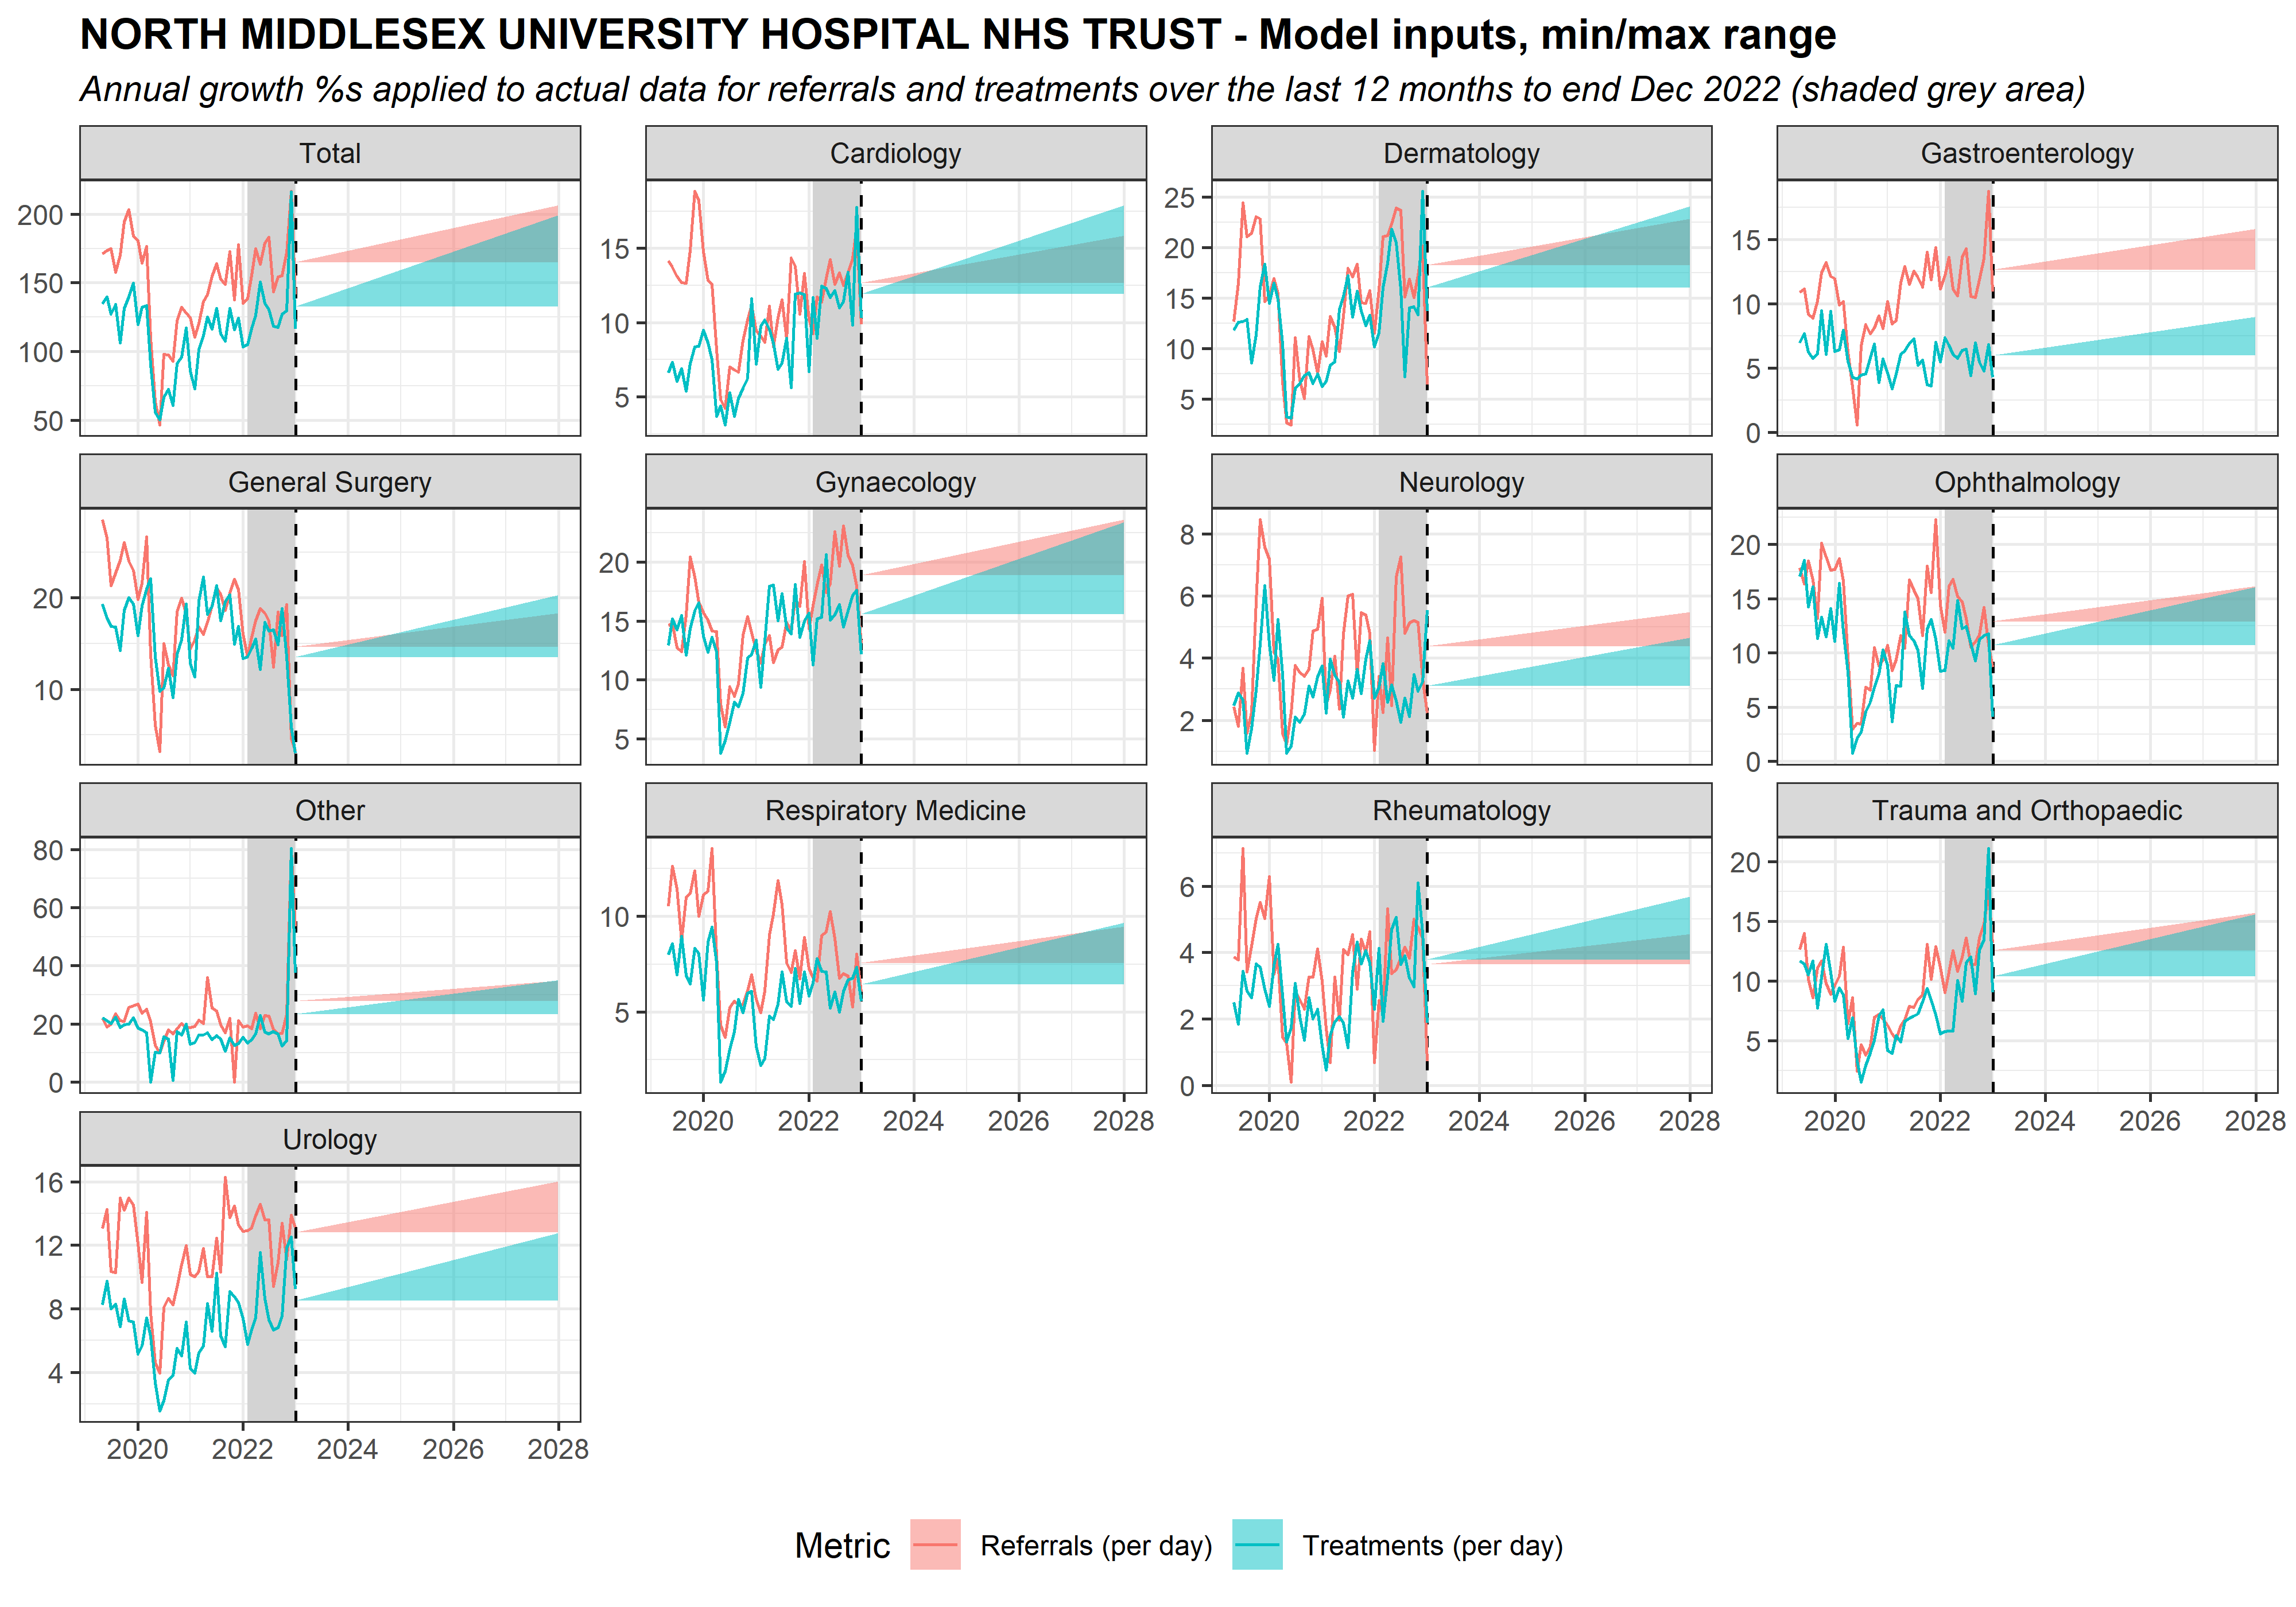 NORTH MIDDLESEX UNIVERSITY HOSPITAL NHS TRUST - Model inputs, min/max range
Annual growth %s applied to actual data for referrals and treatments over the last 12 months to end Dec 2022 (shaded grey area)
Total
Cardiology
Dermatology
Gastroenterology
200
150
100
50
15
10
5
25
20
15
10
5
15
10
5
0
General Surgery
Gynaecology
Neurology
Ophthalmology
20
10
20
15
10
5
8
6
4
2
20
15
10
5
0
Other
Respiratory Medicine
Rheumatology
Trauma and Orthopaedic
80
60
40
20
0
10
5
6
4
2
0
20
15
10
5
2020 2022 2024 2026 2028
2020 2022 2024 2026 2028
2020 2022 2024 2026 2028
Urology
16
12
8
4
2020 2022 2024 2026 2028
Metric Referrals (per day) Treatments (per day)